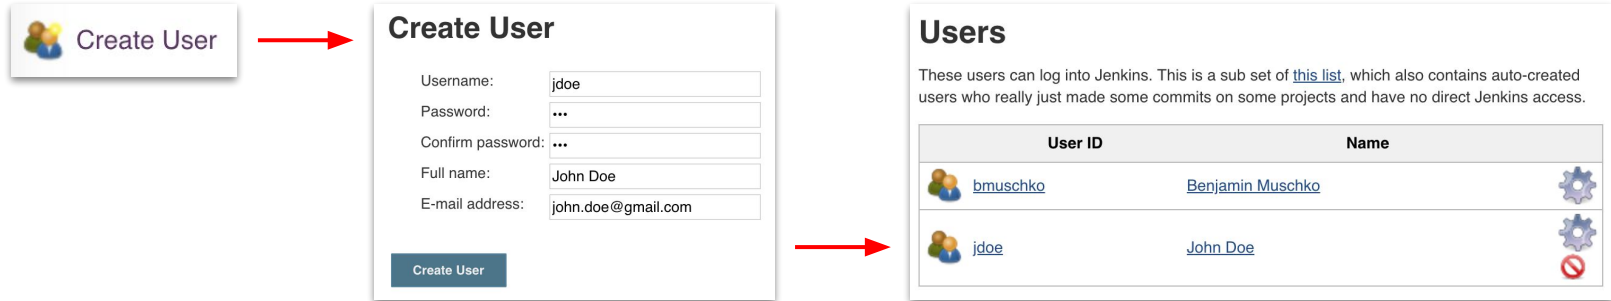 Create User
Create User
Username: jdoe
Password: •••
Confirm password: •••
Full name: John Doe
E-mail address: john.doe@gmail.com
Create User
Users
These users can log into Jenkins. This is a sub set of this list, which also contains auto-created
users who really just made some commits on some projects and have no direct Jenkins access.
User ID Name
bmuschko Benjamin Muschko
jdoe John Doe